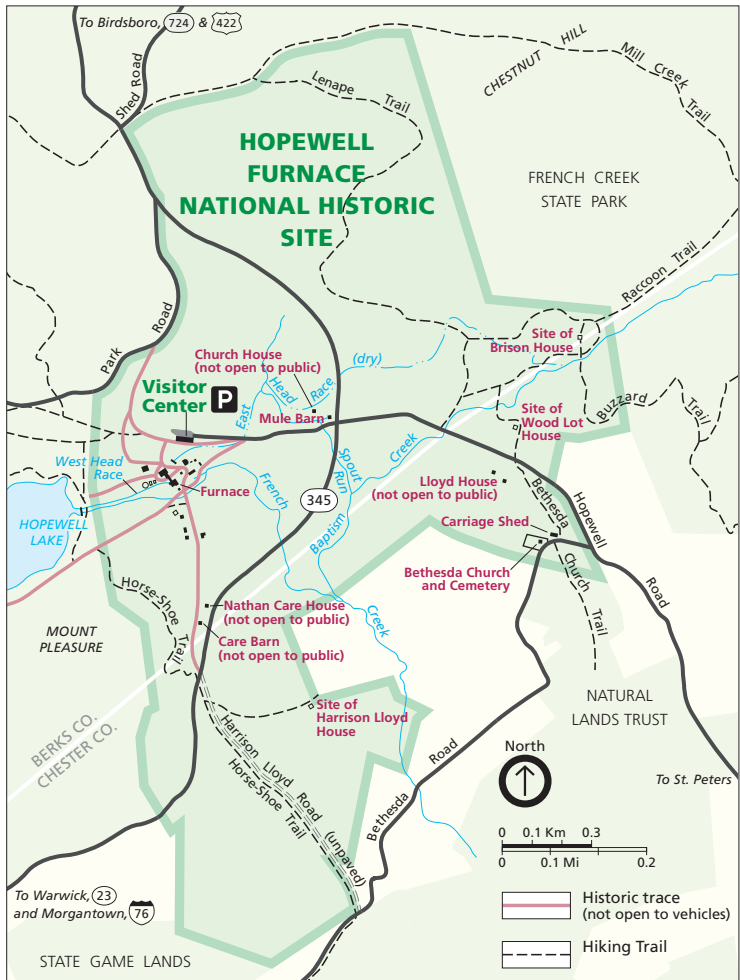 To Birdsboro, 724 & 422
Shed Road
CHESTNUT HILL
Mill Creek Trail
Lenape Trail
HOPEWELL
FURNACE
NATIONAL HISTORIC
SITE
FRENCH CREEK
STATE PARK
Raccoon Trail
Park Road
(dry)
Site of
Brison House
Church House
(not open to public)
Visitor
Center
P
East Head Race
Mule Barn
Buzzard Trail
Site of
Wood Lot
House
West Head
Race
Spout Run
Baptism Creek
French Creek
Lloyd House
(not open to public)
Furnace
345
Bethesda Church Trail
Hopewell Road
HOPEWELL
LAKE
Carriage Shed
Bethesda Church
and Cemetery
Horse-Shoe Trail
Nathan Care House
(not open to public)
MOUNT
PLEASURE
Care Barn
(not open to public)
BERKS CO.
CHESTER CO.
Site of
Harrison Lloyd
House
NATURAL
LANDS TRUST
Harrison Lloyd Road (unpaved)
Horse-Shoe Trail
Bethesda Road
North
To St. Peters
0 0.1 Km 0.3
0 0.1 Mi 0.2
To Warwick, 23
and Morgantown, 76
Historic trace
(not open to vehicles)
Hiking Trail
STATE GAME LANDS